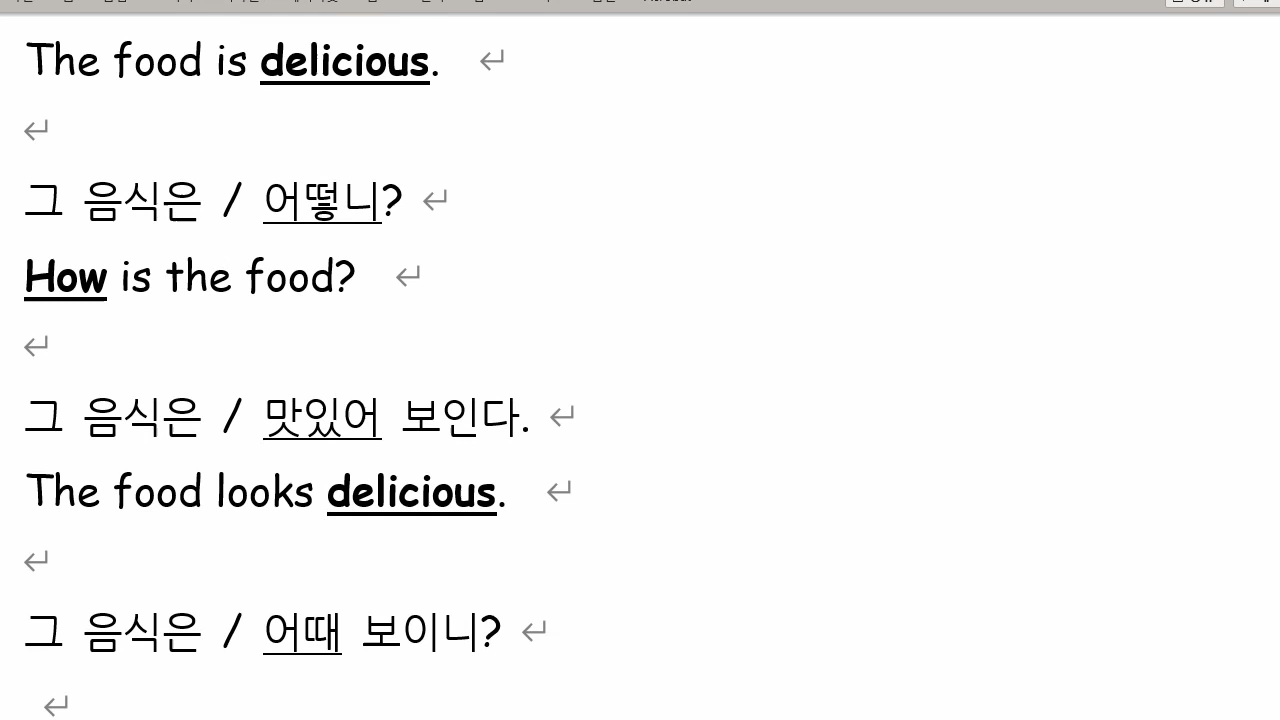 The food is delicious.
그 음식은 / 어떻니?
How is the food?
그 음식은 / 맛있어 보인다.
The food looks delicious.
그 음식은 / 어때 보이니?